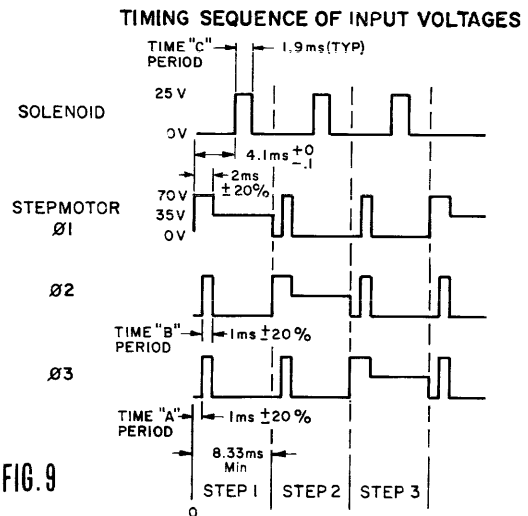 TIMING SEQUENCE OF INPUT VOLTAGES
TIME "C"
PERIOD
1.9ms (TYP)
SOLENOID
25 V
0V
4.1ms +0
-.1
2ms
±20%
STEPMOTOR
Ø1
70 V
35V
0 V
Ø2
TIME "B"
PERIOD
1ms ±20%
Ø3
TIME "A"
PERIOD
1ms ±20%
8.33ms
Min
FIG. 9
STEP 1
STEP 2
STEP 3
0